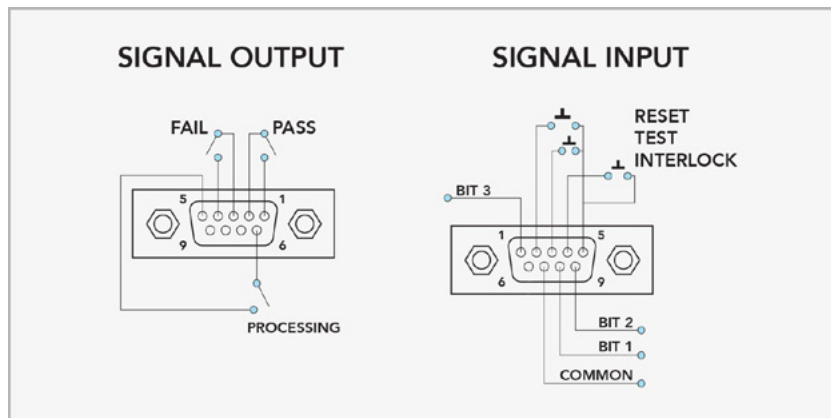 SIGNAL OUTPUT
FAIL
PASS
5
1
9
6
PROCESSING
SIGNAL INPUT
RESET
TEST
INTERLOCK
BIT 3
1
5
6
9
BIT 2
BIT 1
COMMON